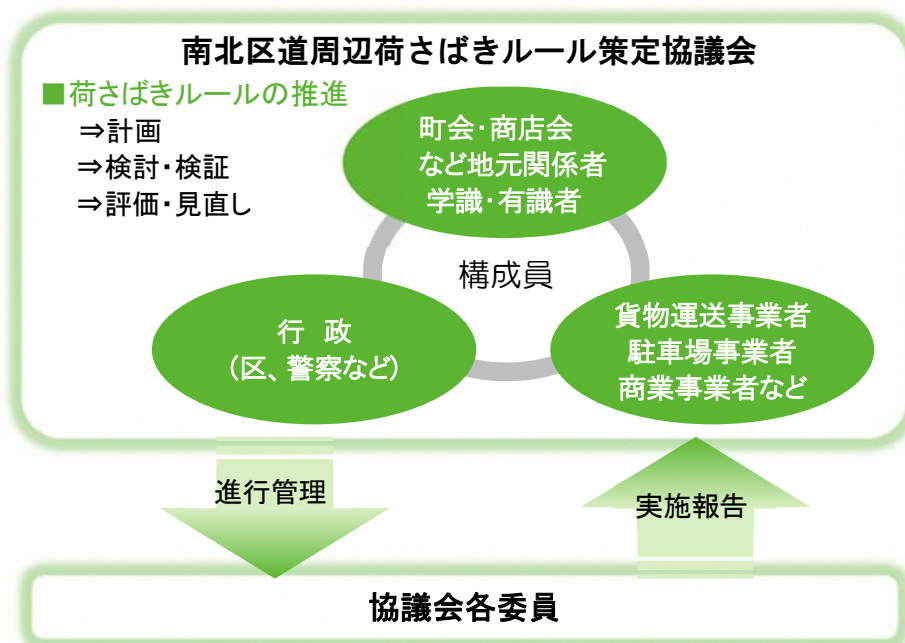 南北区道周辺荷さばきルール策定協議会
■荷さばきルールの推進
⇒計画
⇒検討・検証
⇒評価・見直し
町会・商店会
など地元関係者
学識・有識者
構成員
行 政
(区、警察など)
貨物運送事業者
駐車場事業者
商業事業者など
進行管理
実施報告
協議会各委員